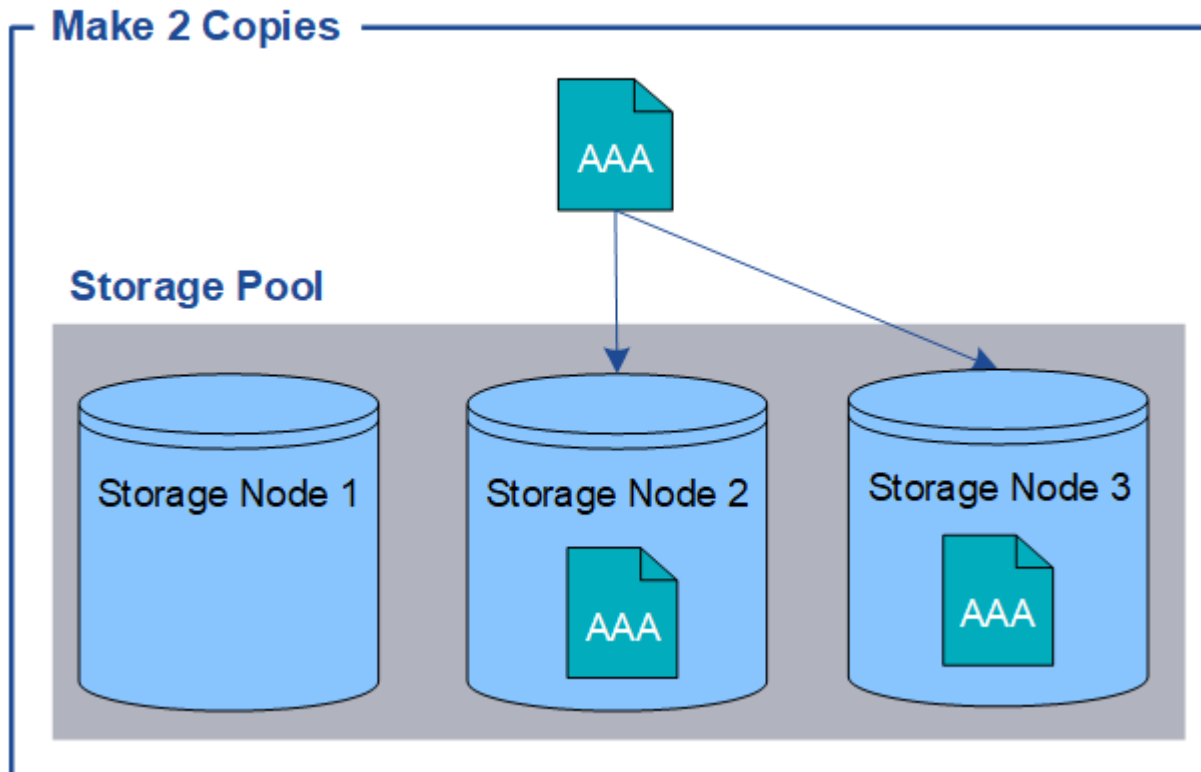 Make 2 Copies
AAA
Storage Pool
Storage Node 1
Storage Node 2
Storage Node 3
AAA
AAA